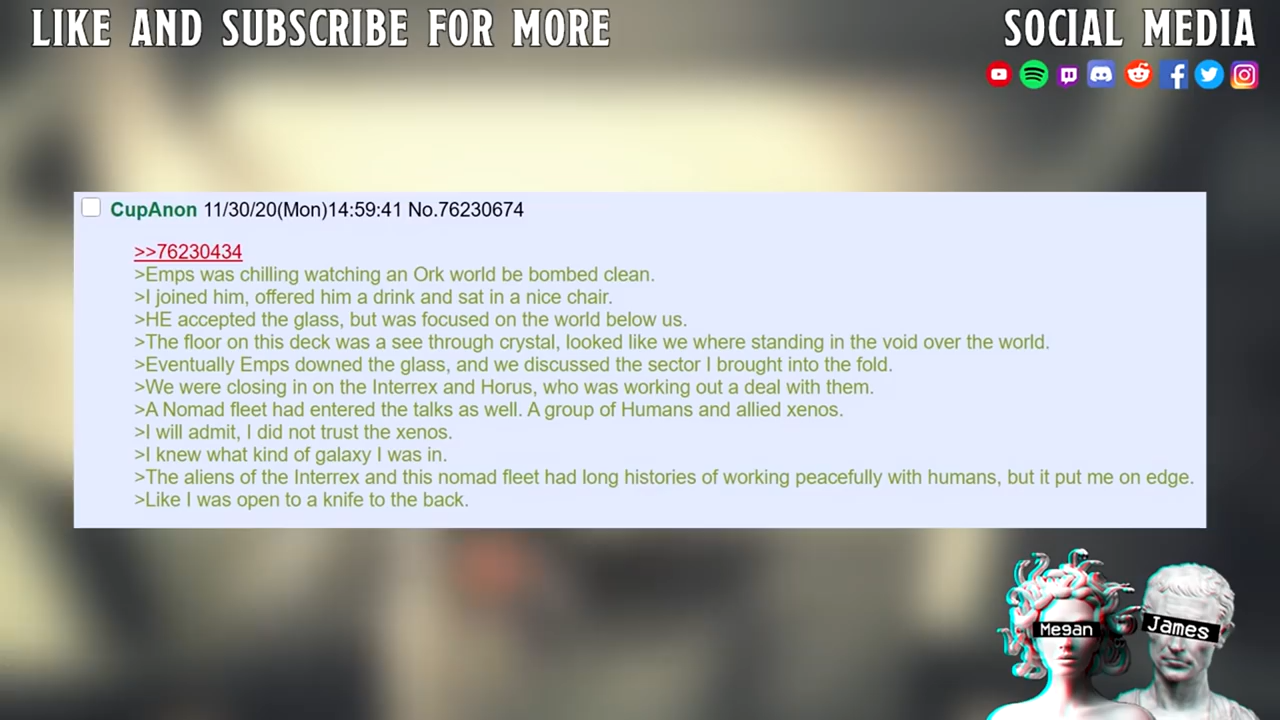 LIKE AND SUBSCRIBE FOR MORE
SOCIAL MEDIA
CupAnon 11/30/20(Mon)14:59:41 No.76230674
>>76230434
>Emps was chilling watching an Ork world be bombed clean.
>I joined him, offered him a drink and sat in a nice chair.
>HE accepted the glass, but was focused on the world below us.
>The floor on this deck was a see through crystal, looked like we where standing in the void over the world.
>Eventually Emps downed the glass, and we discussed the sector I brought into the fold.
>We were closing in on the Interrex and Horus, who was working out a deal with them.
>A Nomad fleet had entered the talks as well. A group of Humans and allied xenos.
>I will admit, I did not trust the xenos.
>I knew what kind of galaxy I was in.
>The aliens of the Interrex and this nomad fleet had long histories of working peacefully with humans, but it put me on edge.
>Like I was open to a knife to the back.
Megan
James